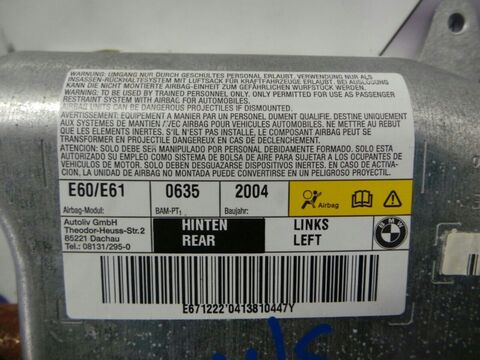 WARNUNG: UMGANG NUR DURCH GESCHULTES PERSONAL ERLAUBT. VERWENDUNG NUR ALS
INSASSEN-RÜCKHALTESYSTEM MIT LUFTSACK FÜR KRAFTFAHRZEUGE ERLAUBT. BEI AUSLÖSUNG
KANN DIE NICHT MONTIERTE AIRBAG-EINHEIT ZUM GEFÄHRLICHEN WURFSTÜCK WERDEN.
WARNING: TO BE USED BY TRAINED PERSONNEL ONLY. ONLY PERMITTED FOR USE AS PASSENGER
RESTRAINT SYSTEM WITH AIRBAG FOR AUTOMOBILES.
AIRBAG UNITS CAN BE DANGEROUS PROJECTILES IF DISMOUNTED.
AVERTISSEMENT: EQUIPEMENT A MANIER PAR UN PERSONNEL DUMENT QUALIFIE. RESERVE
AUX SYSTEMES DE MAINTIEN AVEC AIRBAG POUR VEHICULES AUTOMOBILES. NE METTRE AU REBUT
QUE LES ELEMENTS INERTES. S'IL N'EST PAS MONTE, LE COMPOSANT AIRBAG PEUT SE
TRANSFORMER EN PROJECTILE DANGEREUX EN CAS DE DECLENCHEMENT.
ATENCION: SOLO DEBE SER MANIPULADO POR PERSONAL DEBIDAMENTE FORMADO. SOLO ESTA
AUTORIZADO SU EMPLEO COMO SISTEMA DE BOLSA DE AIRE PARA SUJETAR A LOS OCUPANTES
DE VEHICULOS DE MOTOR. LOS ELEMENTOS SOLO DEBEN DESGUAZARSE INERTES. EN CASO DE ACTIVA-
CION, LA UNIDAD AIRBAG NO MONTADA PUEDE CONVERTIRSE EN UN PROYECTIL PELIGROSO.
E60/E61 0635 2004 Airbag
Airbag-Modul: BAM-PT1 Baujahr:
Autoliv GmbH
Theodor-Heuss-Str.2
85221 Dachau
Tel.: 08131/295-0
HINTEN LINKS
REAR LEFT
BMW
E671222'0413810447Y